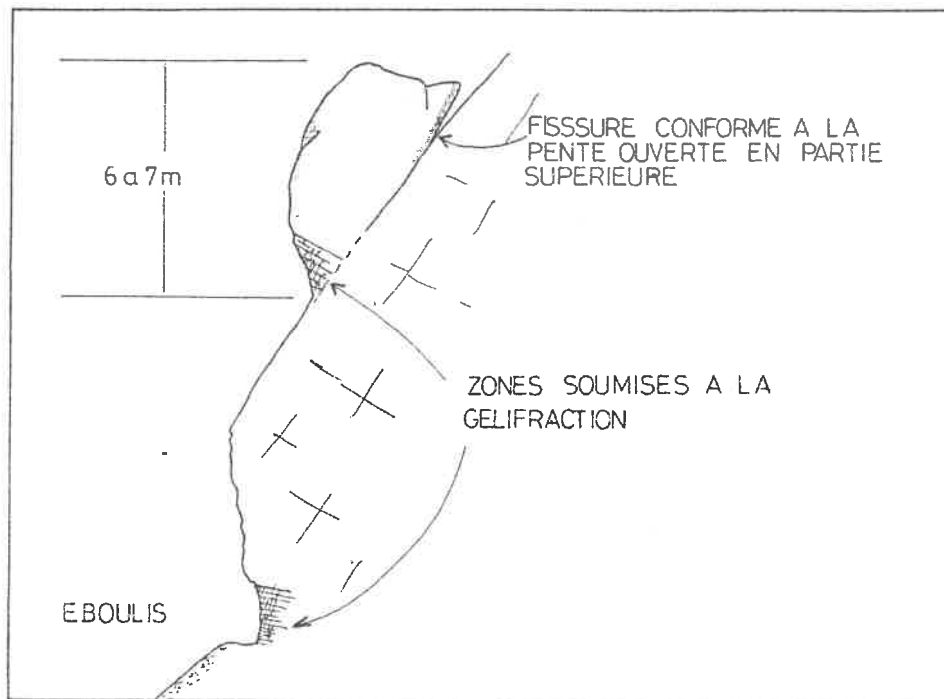 6 a 7m
FISSSURE CONFORME A LA
PENTE OUVERTE EN PARTIE
SUPERIEURE
ZONES SOUMISES A LA
GELIFRACTION
EBOULIS